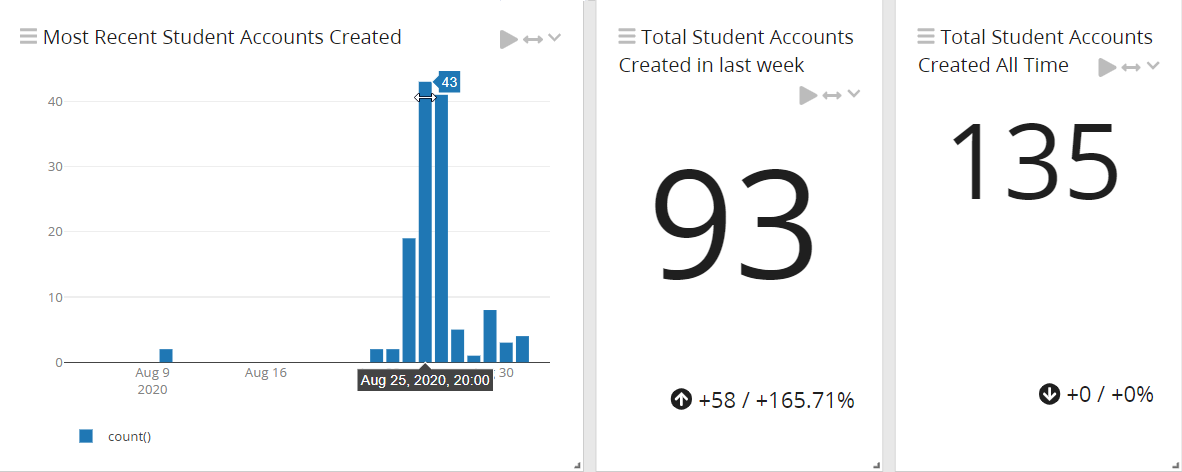 Most Recent Student Accounts Created
43
40
30
20
10
0
Aug 9
2020
Aug 16
Aug 25, 2020, 20:00
30
count()
Total Student Accounts
Created in last week
93
+58 / +165.71%
Total Student Accounts
Created All Time
135
+0 / +0%